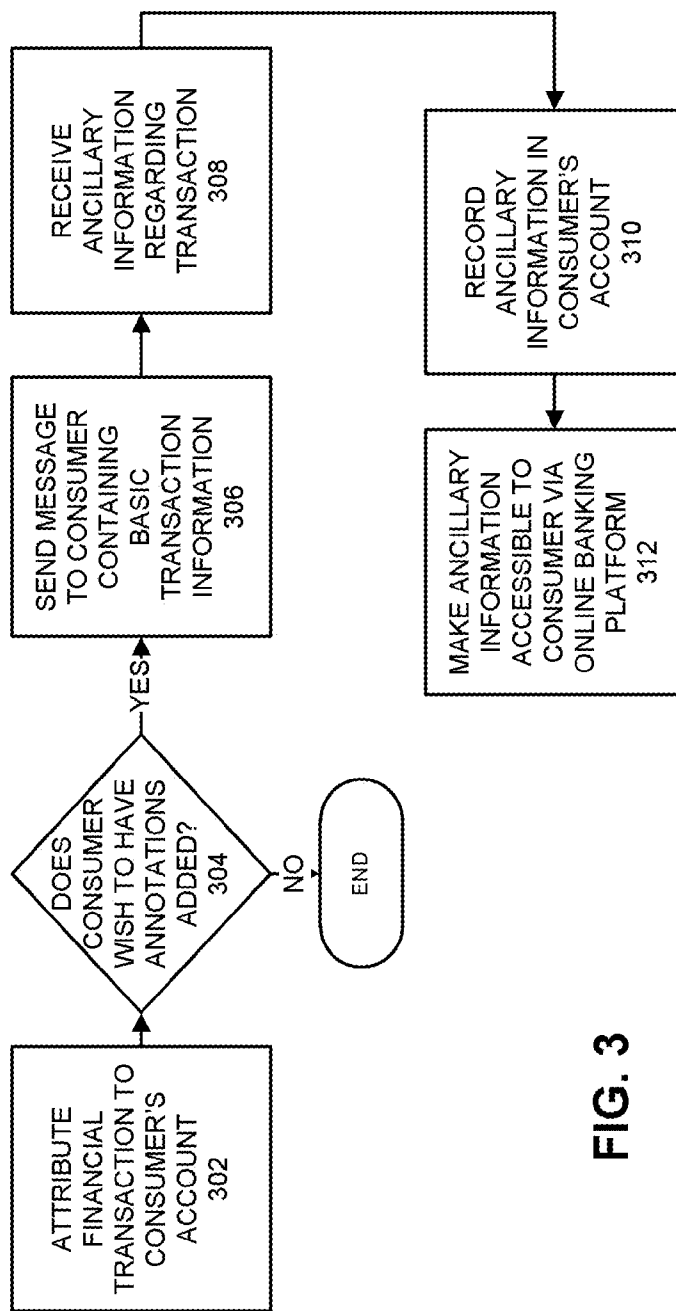 ATTRIBUTE
FINANCIAL
TRANSACTION TO
CONSUMER'S
ACCOUNT
302
DOES
CONSUMER
WISH TO HAVE
ANNOTATIONS
ADDED?
304
YES
NO
END
SEND MESSAGE
TO CONSUMER
CONTAINING
BASIC
TRANSACTION
INFORMATION
306
RECEIVE
ANCILLARY
INFORMATION
REGARDING
TRANSACTION
308
RECORD
ANCILLARY
INFORMATION IN
CONSUMER'S
ACCOUNT
310
MAKE ANCILLARY
INFORMATION
ACCESSIBLE TO
CONSUMER VIA
ONLINE BANKING
PLATFORM
312
FIG. 3